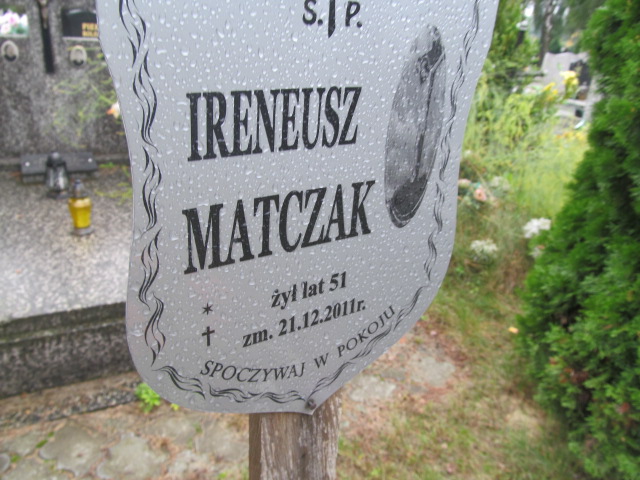 Ś.†P.
IRENEUSZ
MATCZAK
* żył lat 51
† zm. 21.12.2011r.
SPOCZYWAJ W POKOJU